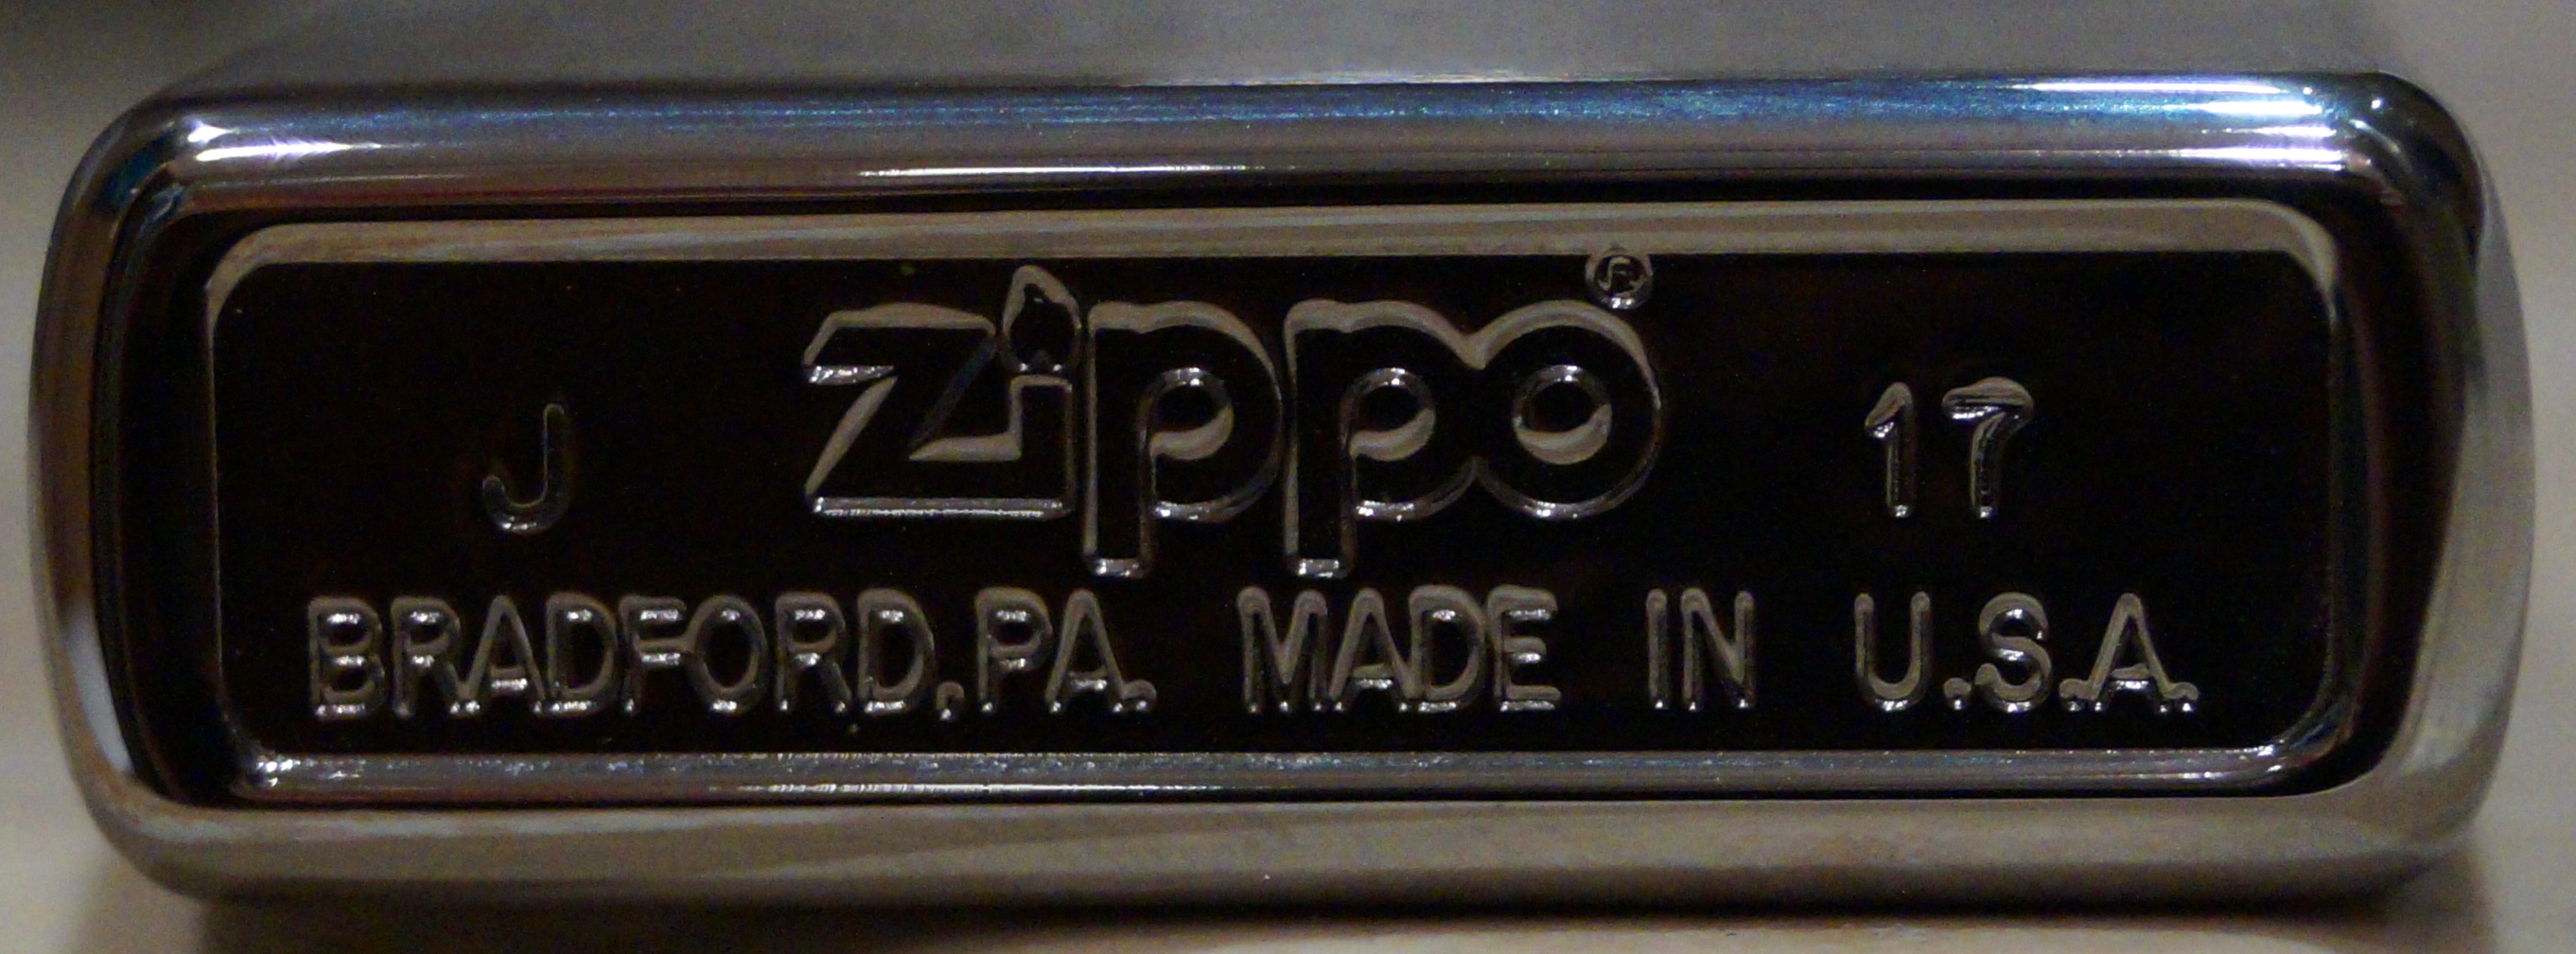 J Zippo® 17
BRADFORD, PA. MADE IN U.S.A.